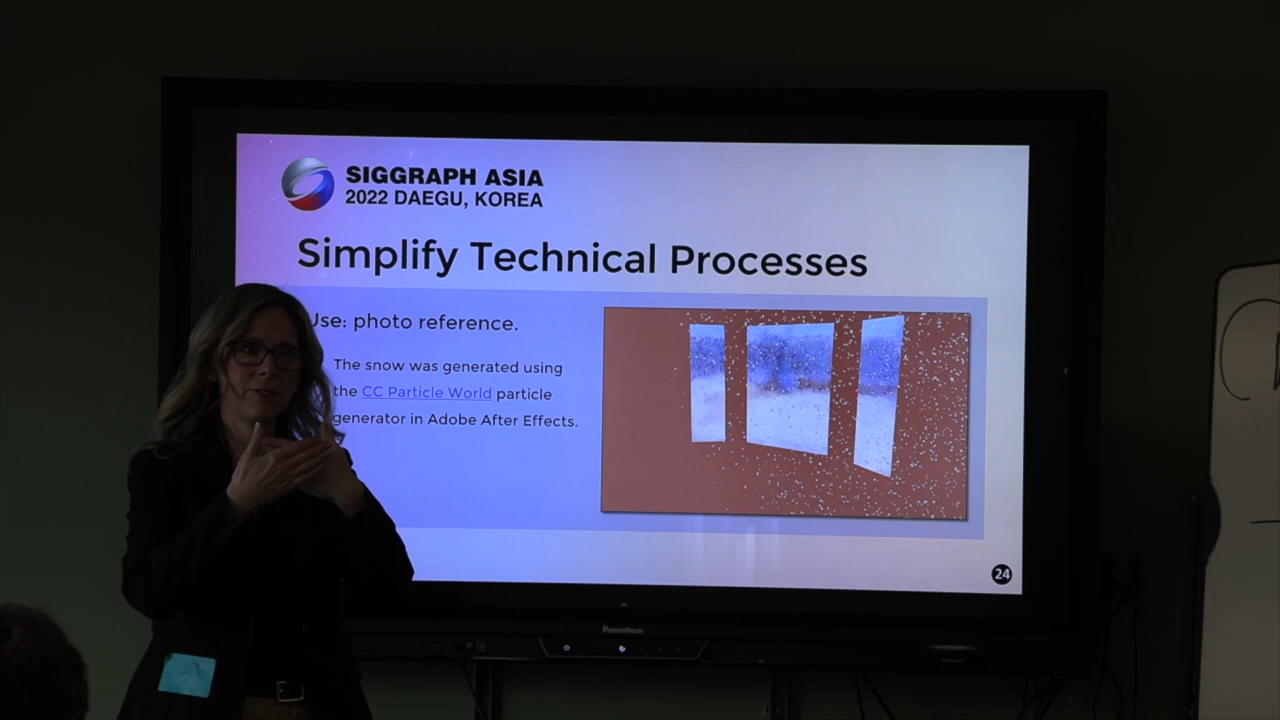 SIGGRAPH ASIA
2022 DAEGU, KOREA
Simplify Technical Processes
Use: photo reference.
The snow was generated using
the CC Particle World particle
generator in Adobe After Effects.
24
Promethean